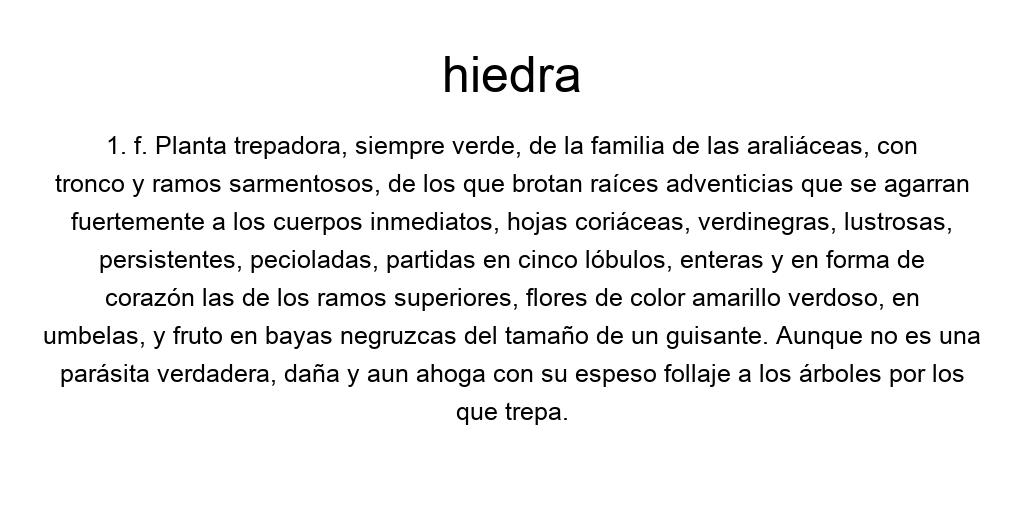 hiedra
1. f. Planta trepadora, siempre verde, de la familia de las araliáceas, con
tronco y ramos sarmentosos, de los que brotan raíces adventicias que se agarran
fuertemente a los cuerpos inmediatos, hojas coriáceas, verdinegras, lustrosas,
persistentes, pecioladas, partidas en cinco lóbulos, enteras y en forma de
corazón las de los ramos superiores, flores de color amarillo verdoso, en
umbelas, y fruto en bayas negruzcas del tamaño de un guisante. Aunque no es una
parásita verdadera, daña y aun ahoga con su espeso follaje a los árboles por los
que trepa.